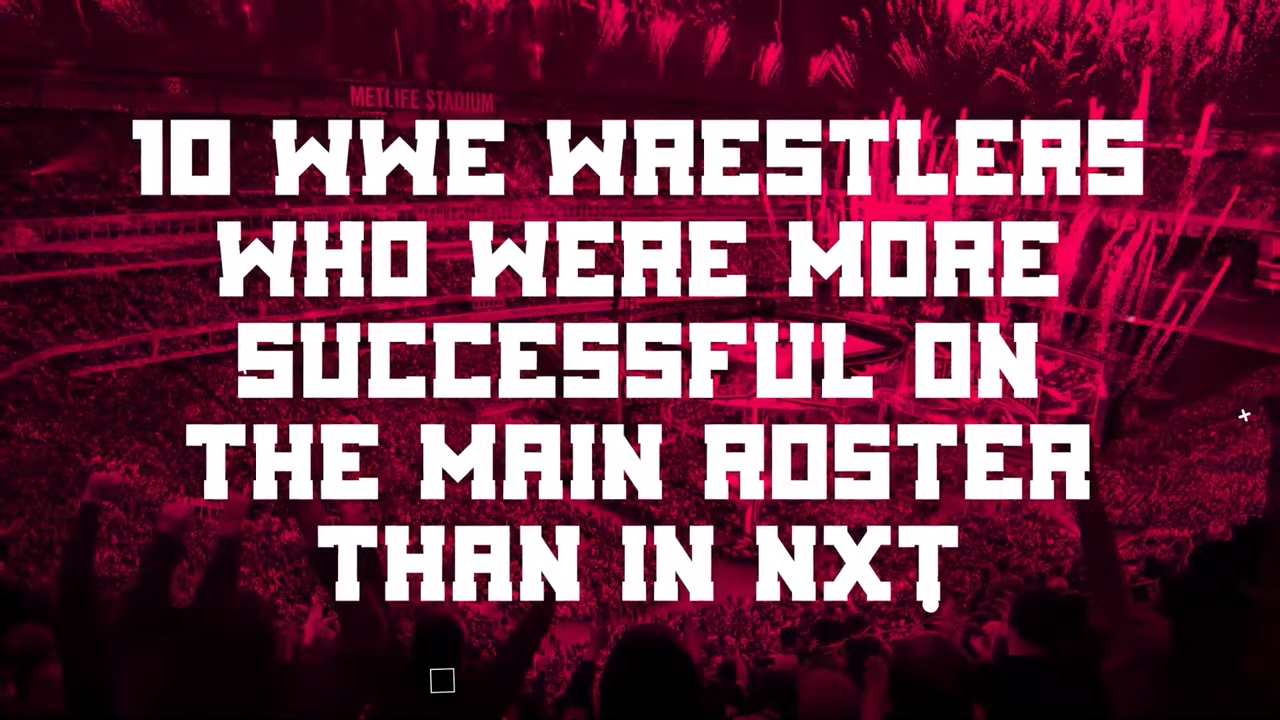 METLIFE STADIUM
10 WWE WRESTLERS
WHO WERE MORE
SUCCESSFUL ON
THE MAIN ROSTER
THAN IN NXT